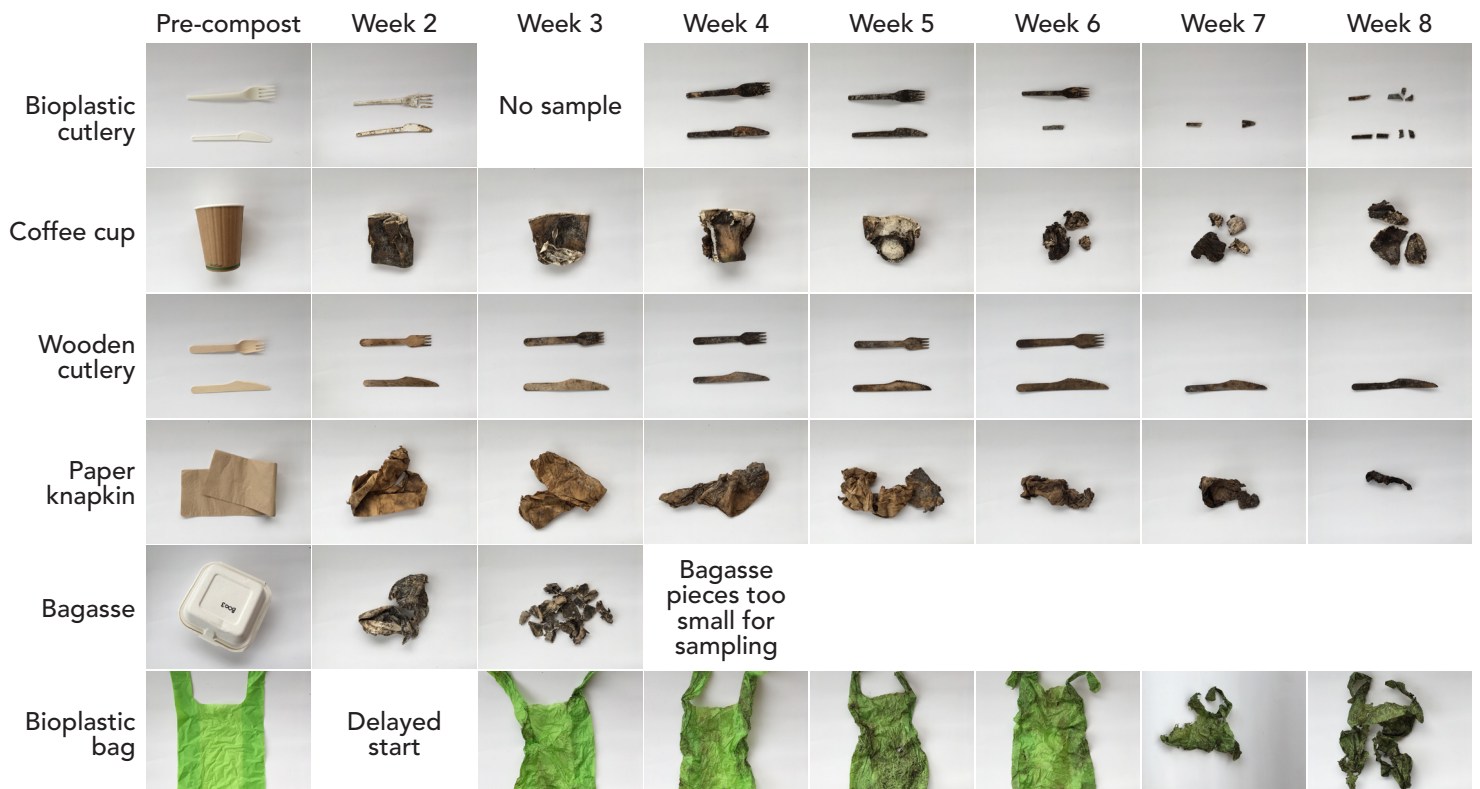 Pre-compost Week 2 Week 3 Week 4 Week 5 Week 6 Week 7 Week 8
Bioplastic
cutlery
No sample
Coffee cup
Wooden
cutlery
Paper
knapkin
Bagasse
Bagasse
pieces too
small for
sampling
Bioplastic
bag
Delayed
start